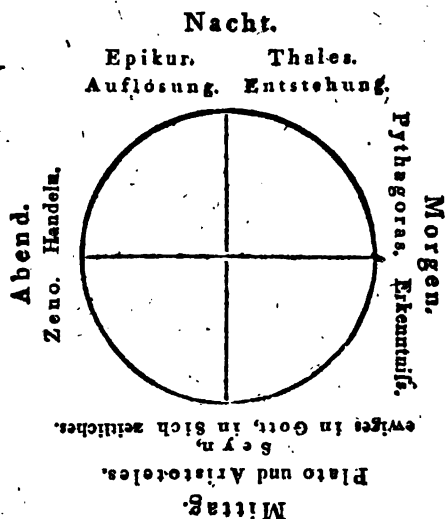 Nacht.
Epikur. Thales.
Auflösung. Entstehung.
Pythagoras. Erkenntniſs.
Morgen.
ewiges in Gott, in Sich zeitliches.
Seyn,
Plato und Aristoteles.
Mittag.
Zeno. Handeln.
Abend.